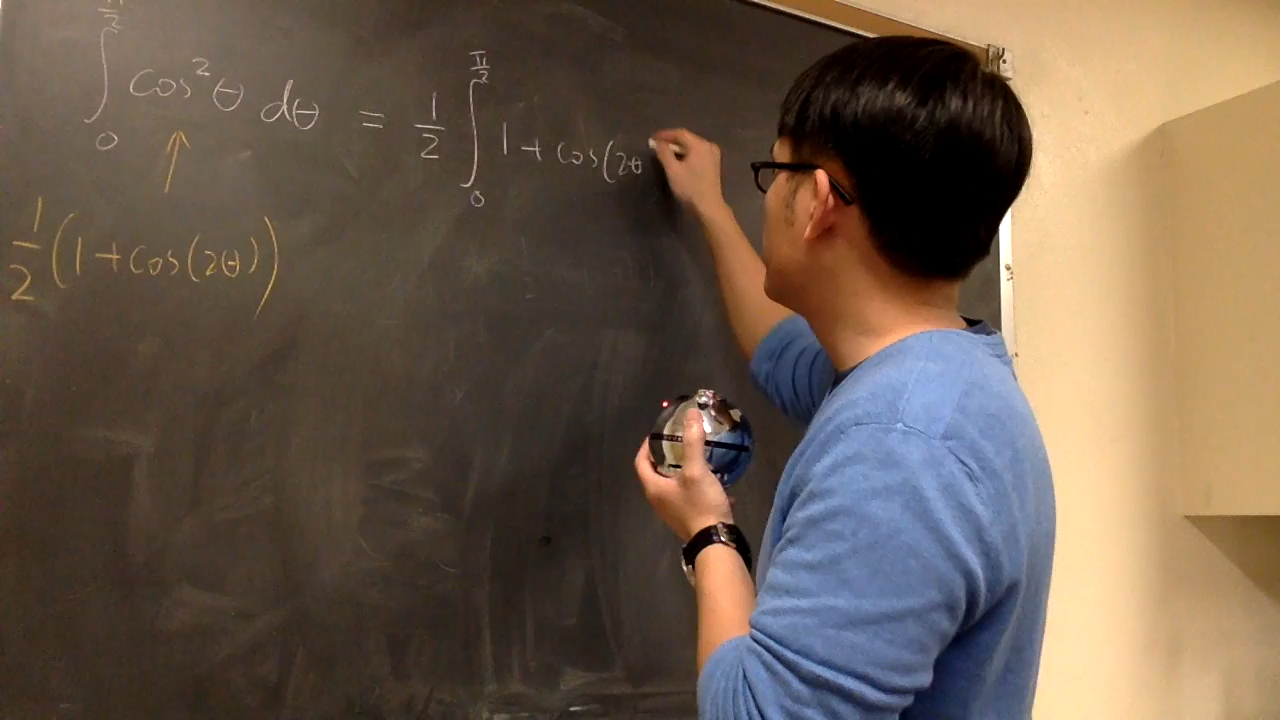 ∫₀^(π/2) cos²θ dθ = 1/2 ∫₀^(π/2) 1 + cos(2θ
↑
1/2 (1 + cos(2θ))